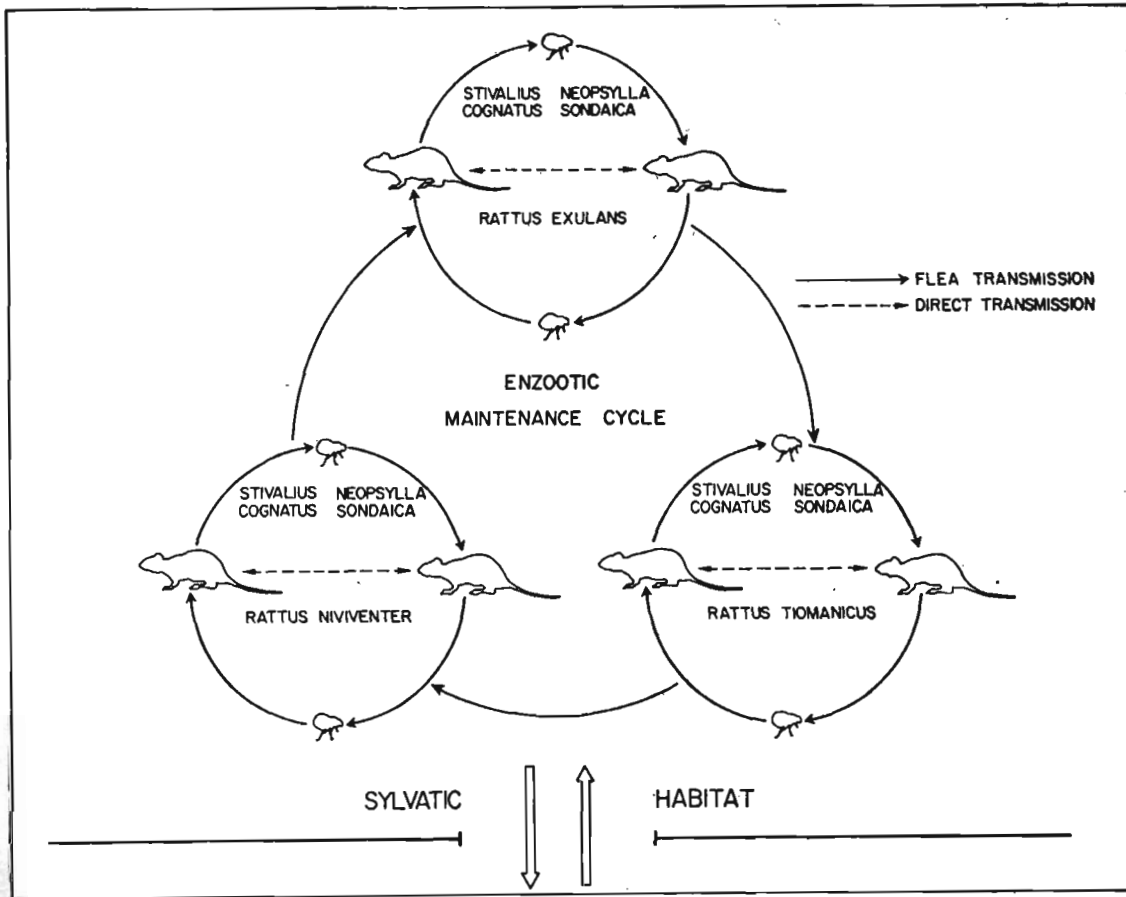 STIVALIUS NEOPSYLLA
COGNATUS SONDAICA
RATTUS EXULANS
FLEA TRANSMISSION
DIRECT TRANSMISSION
ENZOOTIC
MAINTENANCE CYCLE
STIVALIUS NEOPSYLLA
COGNATUS SONDAICA
RATTUS NIVIVENTER
STIVALIUS NEOPSYLLA
COGNATUS SONDAICA
RATTUS TIOMANICUS
SYLVATIC HABITAT